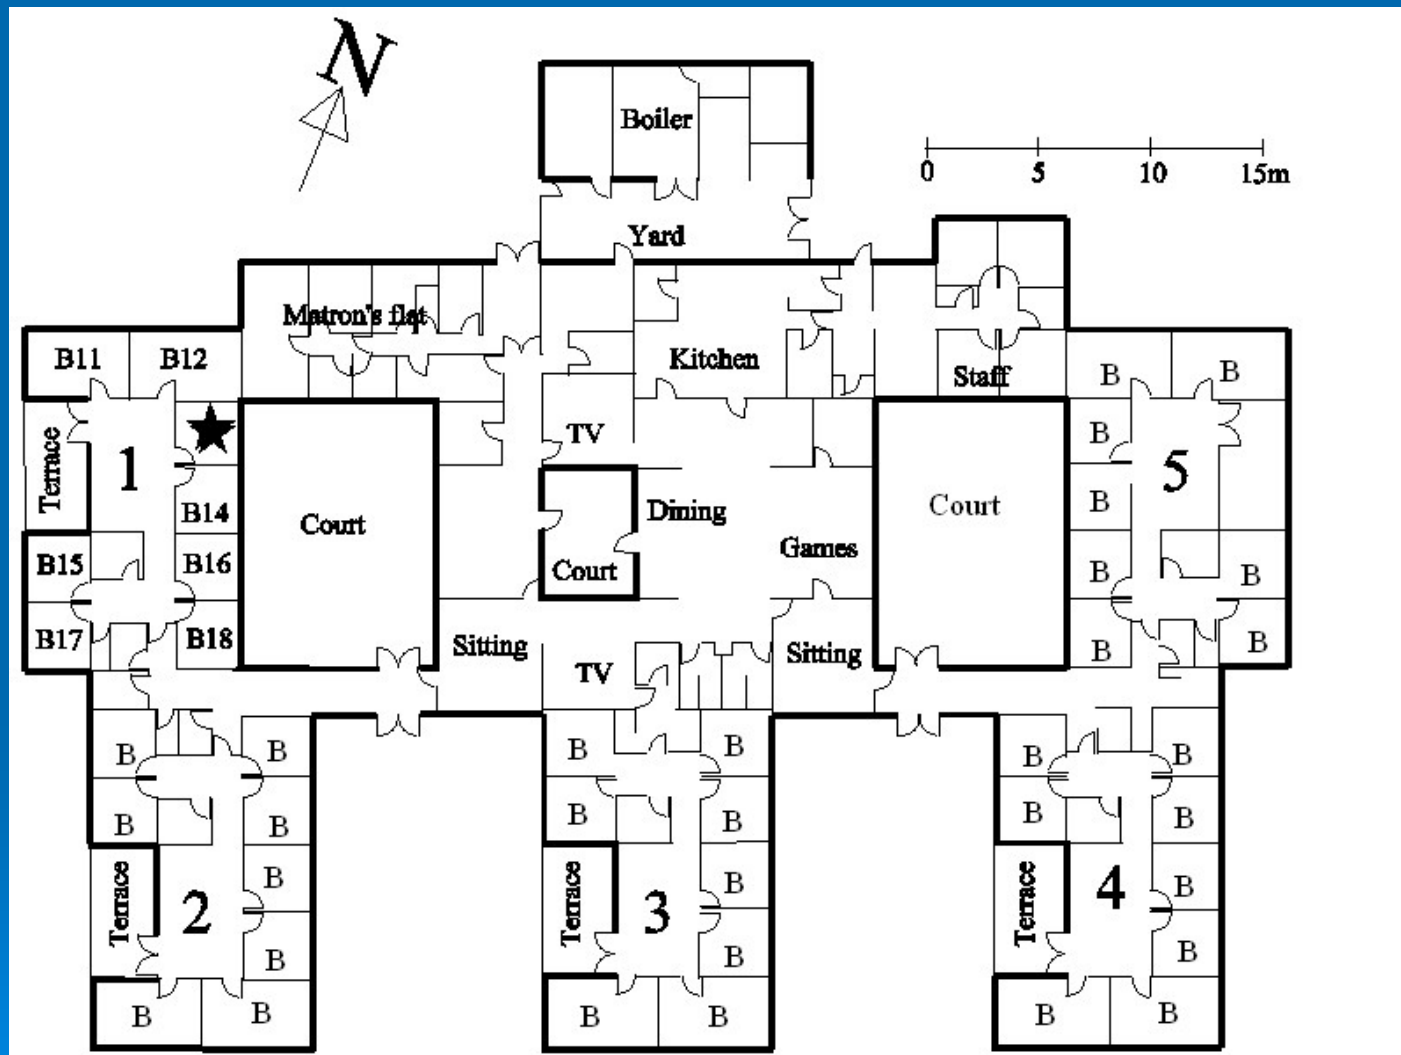 N
Boiler
0 5 10 15m
Yard
Matron's flat
B11 B12 Kitchen Staff B B
Terrace 1 TV B 5
B14 Court Dining Court B
B15 B16 Court Games B B
B17 B18 Sitting TV Sitting B B
B B B B B B
B B B B B B
Terrace 2 B Terrace 3 B Terrace 4 B
B B B
B B B B B B